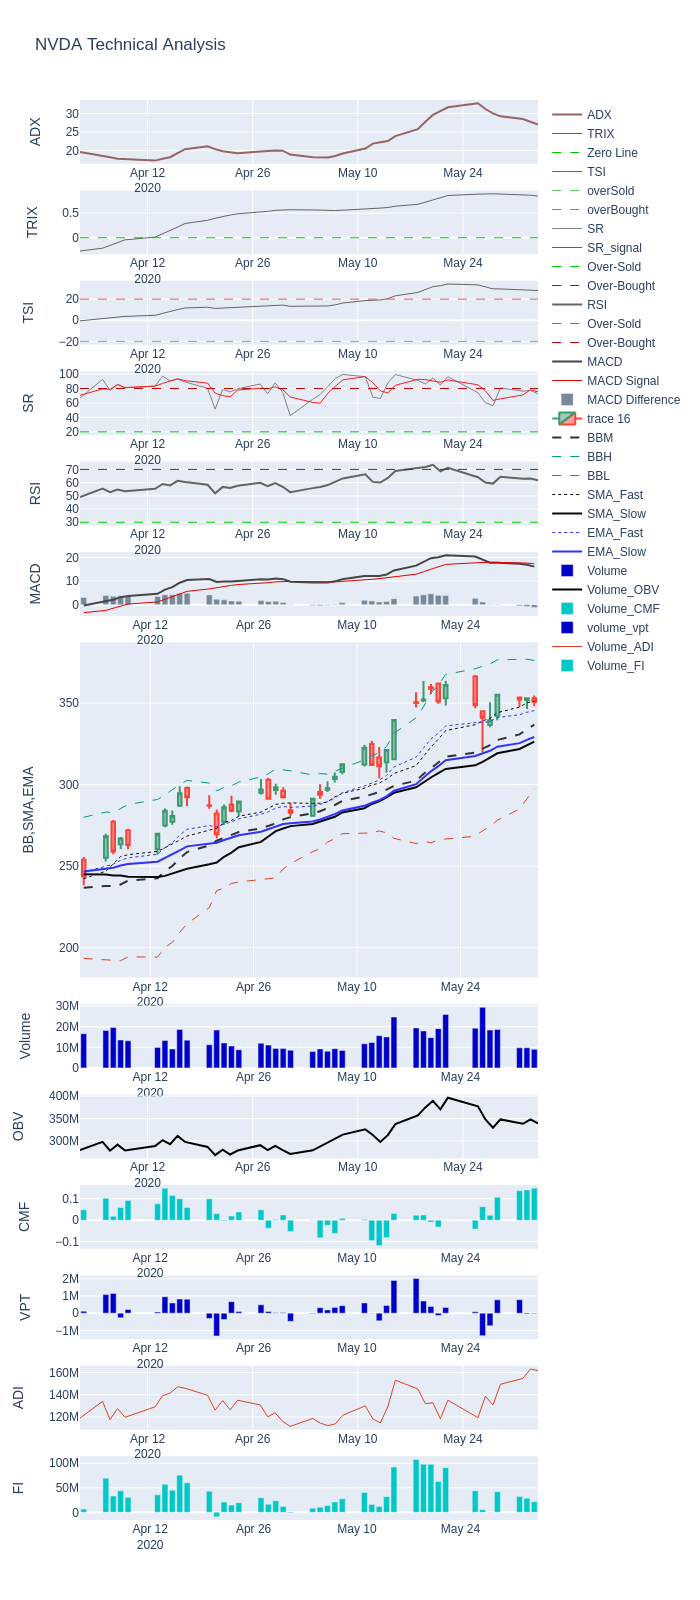 NVDA Technical Analysis
ADX
30
25
20
Apr 12
2020
Apr 26
May 10
May 24
TRIX
0.5
0
Apr 12
2020
Apr 26
May 10
May 24
TSI
20
0
−20
Apr 12
2020
Apr 26
May 10
May 24
SR
100
80
60
40
20
Apr 12
2020
Apr 26
May 10
May 24
RSI
70
60
50
40
30
Apr 12
2020
Apr 26
May 10
May 24
MACD
20
10
0
Apr 12
2020
Apr 26
May 10
May 24
BB,SMA,EMA
350
300
250
200
Apr 12
2020
Apr 26
May 10
May 24
Volume
30M
20M
10M
0
Apr 12
2020
Apr 26
May 10
May 24
OBV
400M
350M
300M
Apr 12
2020
Apr 26
May 10
May 24
CMF
0.1
0
−0.1
Apr 12
2020
Apr 26
May 10
May 24
VPT
2M
1M
0
−1M
Apr 12
2020
Apr 26
May 10
May 24
ADI
160M
140M
120M
Apr 12
2020
Apr 26
May 10
May 24
FI
100M
50M
0
Apr 12
2020
Apr 26
May 10
May 24
ADX
TRIX
Zero Line
TSI
overSold
overBought
SR
SR_signal
Over-Sold
Over-Bought
RSI
Over-Sold
Over-Bought
MACD
MACD Signal
MACD Difference
trace 16
BBM
BBH
BBL
SMA_Fast
SMA_Slow
EMA_Fast
EMA_Slow
Volume
Volume_OBV
Volume_CMF
volume_vpt
Volume_ADI
Volume_FI